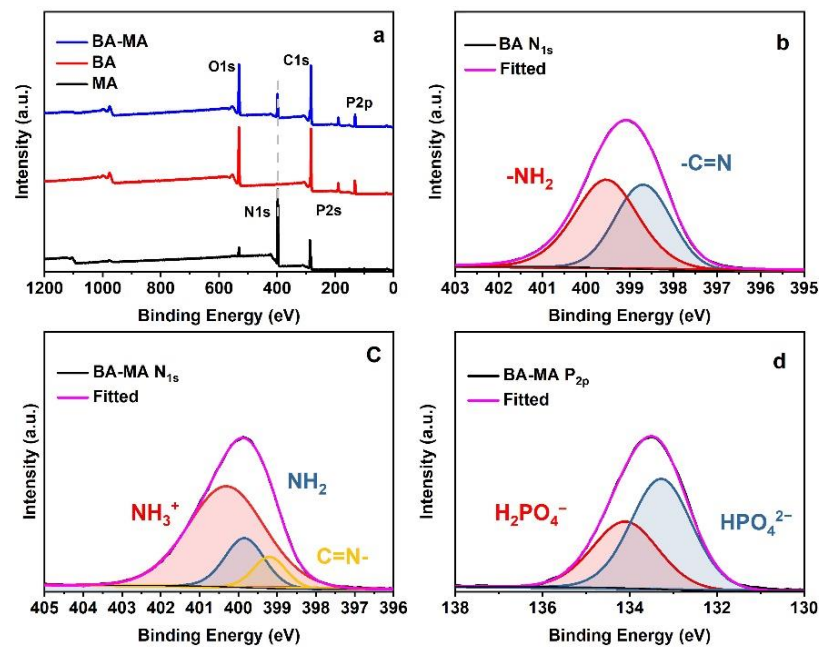 a
BA-MA
BA
MA
O1s
C1s
P2p
N1s
P2s
Intensity (a.u.)
1200 1000 800 600 400 200 0
Binding Energy (eV)
b
BA N1s
Fitted
-NH2
-C=N
Intensity (a.u.)
403 402 401 400 399 398 397 396 395
Binding Energy (eV)
C
BA-MA N1s
Fitted
NH3+
NH2
C=N-
Intensity (a.u.)
405 404 403 402 401 400 399 398 397 396
Binding Energy (eV)
d
BA-MA P2p
Fitted
H2PO4−
HPO42−
Intensity (a.u.)
138 136 134 132 130
Binding Energy (eV)